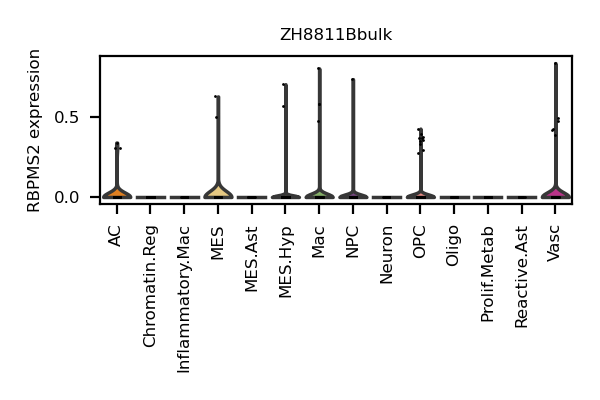 ZH8811Bbulk
RBPMS2 expression
0.5
0.0
AC
Chromatin.Reg
Inflammatory.Mac
MES
MES.Ast
MES.Hyp
Mac
NPC
Neuron
OPC
Oligo
Prolif.Metab
Reactive.Ast
Vasc